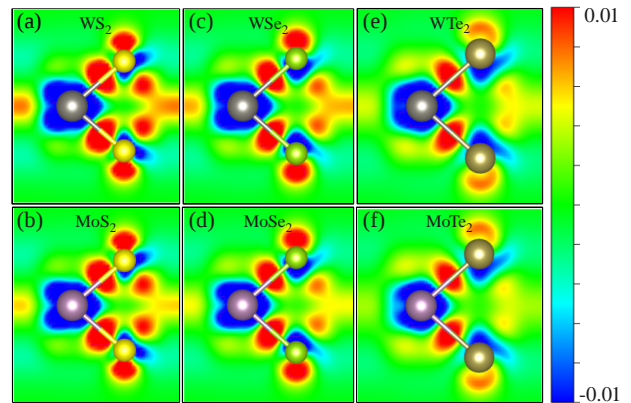 (a) WS₂
(c) WSe₂
(e) WTe₂
0.01
(b) MoS₂
(d) MoSe₂
(f) MoTe₂
-0.01